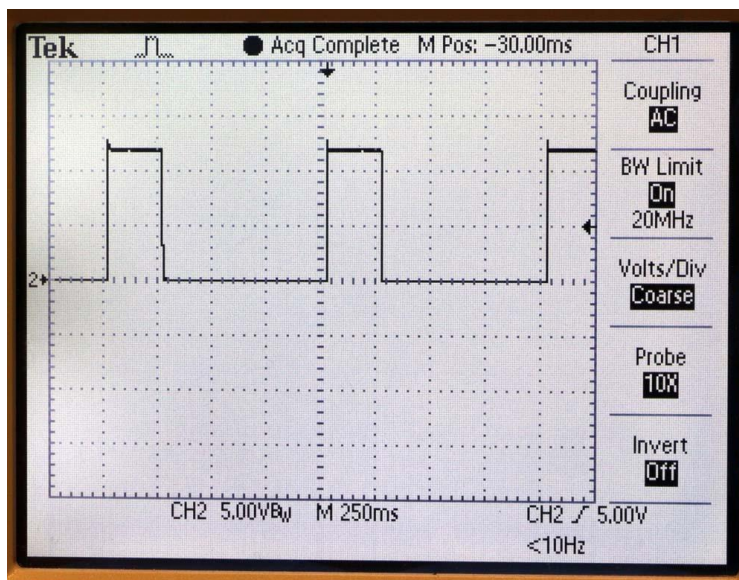 Tek Acq Complete M Pos: -30.00ms CH1
Coupling
AC
BW Limit
On
20MHz
2
Volts/Div
Coarse
Probe
10X
Invert
Off
CH2 5.00VBW M 250ms CH2 5.00V
<10Hz